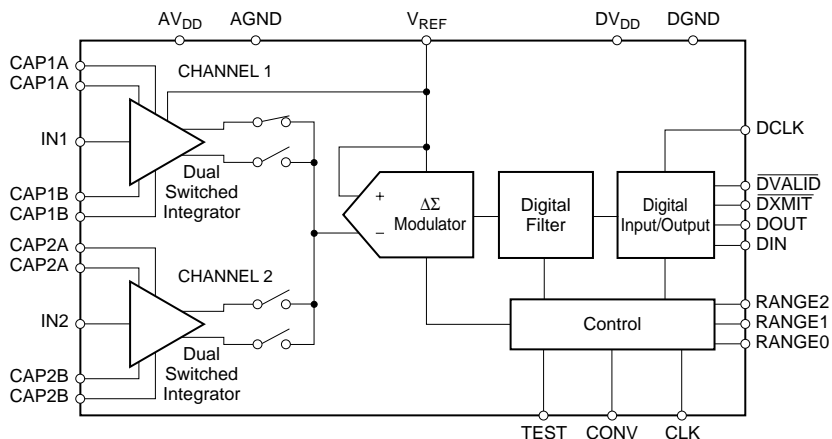 AVDD
AGND
VREF
DVDD
DGND
CAP1A
CAP1A
IN1
CAP1B
CAP1B
CHANNEL 1
Dual
Switched
Integrator
CAP2A
CAP2A
IN2
CAP2B
CAP2B
CHANNEL 2
Dual
Switched
Integrator
+
−
ΔΣ
Modulator
Digital
Filter
Digital
Input/Output
Control
DCLK
DVALID
DXMIT
DOUT
DIN
RANGE2
RANGE1
RANGE0
TEST
CONV
CLK